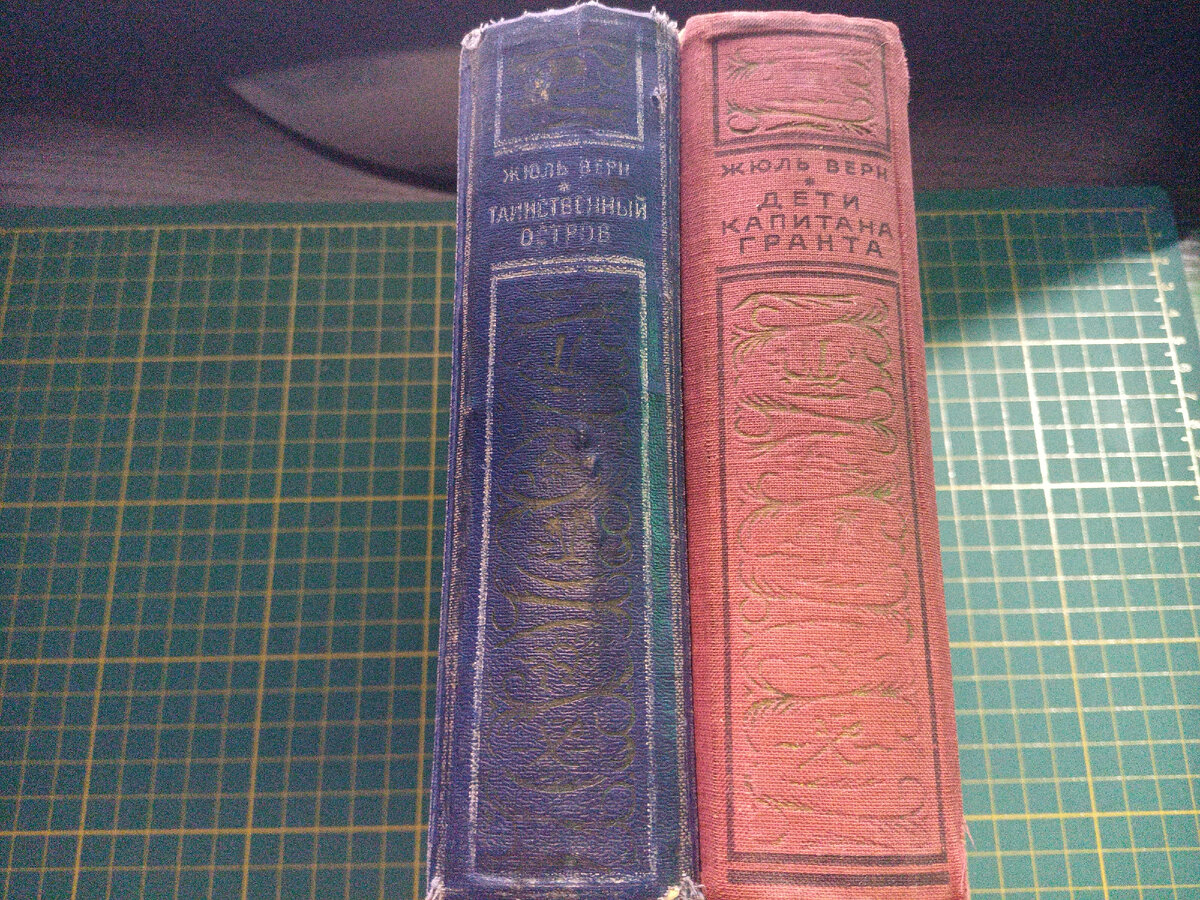 ЖЮЛЬ ВЕРН
ТАИНСТВЕННЫЙ
ОСТРОВ
ЖЮЛЬ ВЕРН
ДЕТИ
КАПИТАНА
ГРАНТА